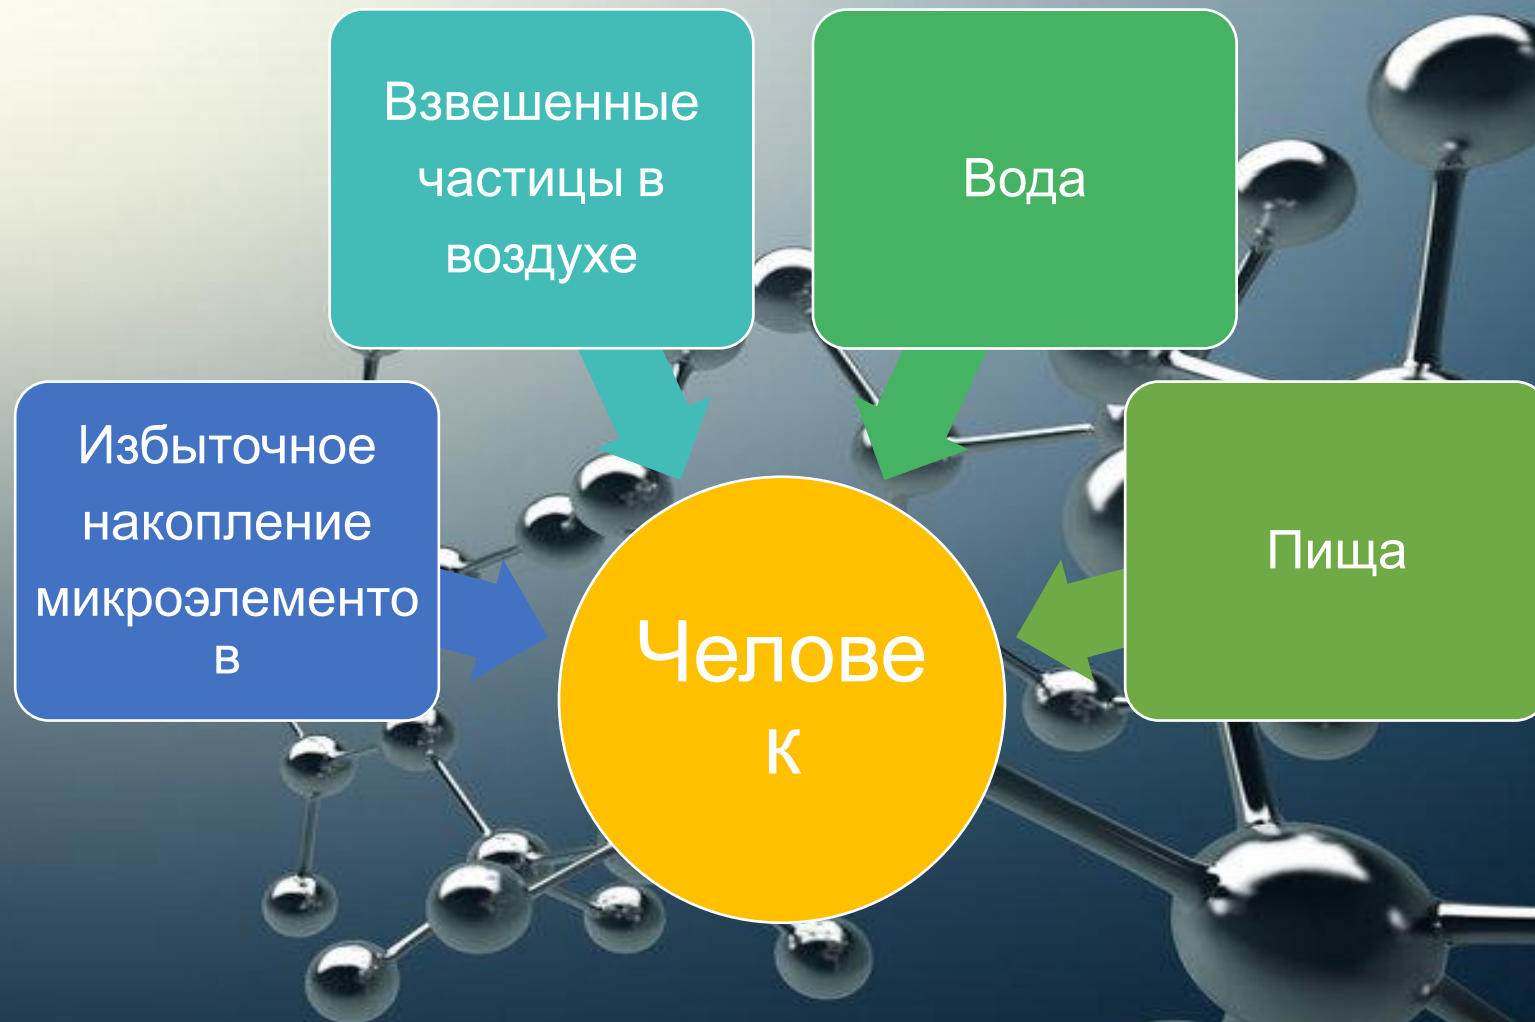 Взвешенные
частицы в
воздухе
Вода
Избыточное
накопление
микроэлементо
в
Пища
Челове
к